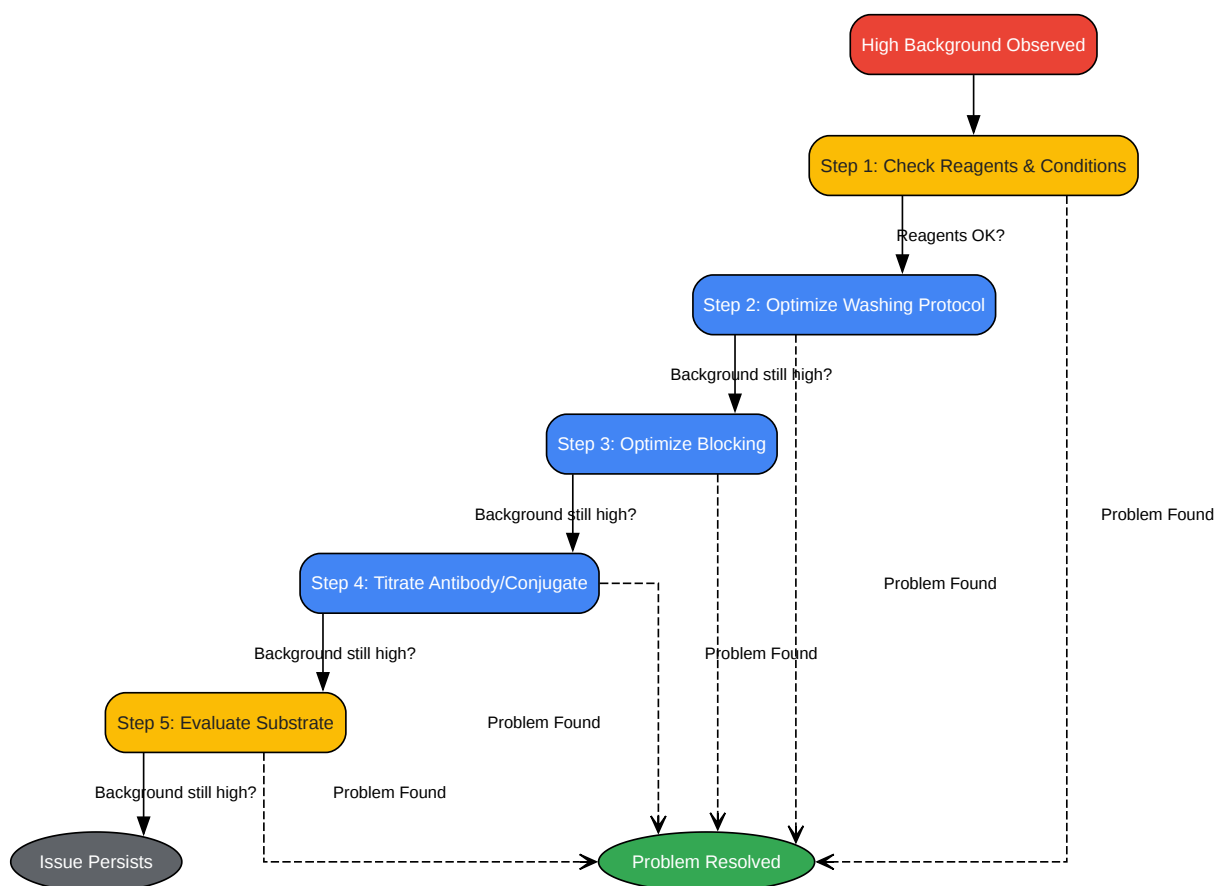 High Background Observed
Step 1: Check Reagents & Conditions
Reagents OK?
Step 2: Optimize Washing Protocol
Background still high?
Step 3: Optimize Blocking
Background still high?
Problem Found
Step 4: Titrate Antibody/Conjugate
Problem Found
Background still high?
Problem Found
Step 5: Evaluate Substrate
Problem Found
Background still high?
Problem Found
Issue Persists
Problem Resolved